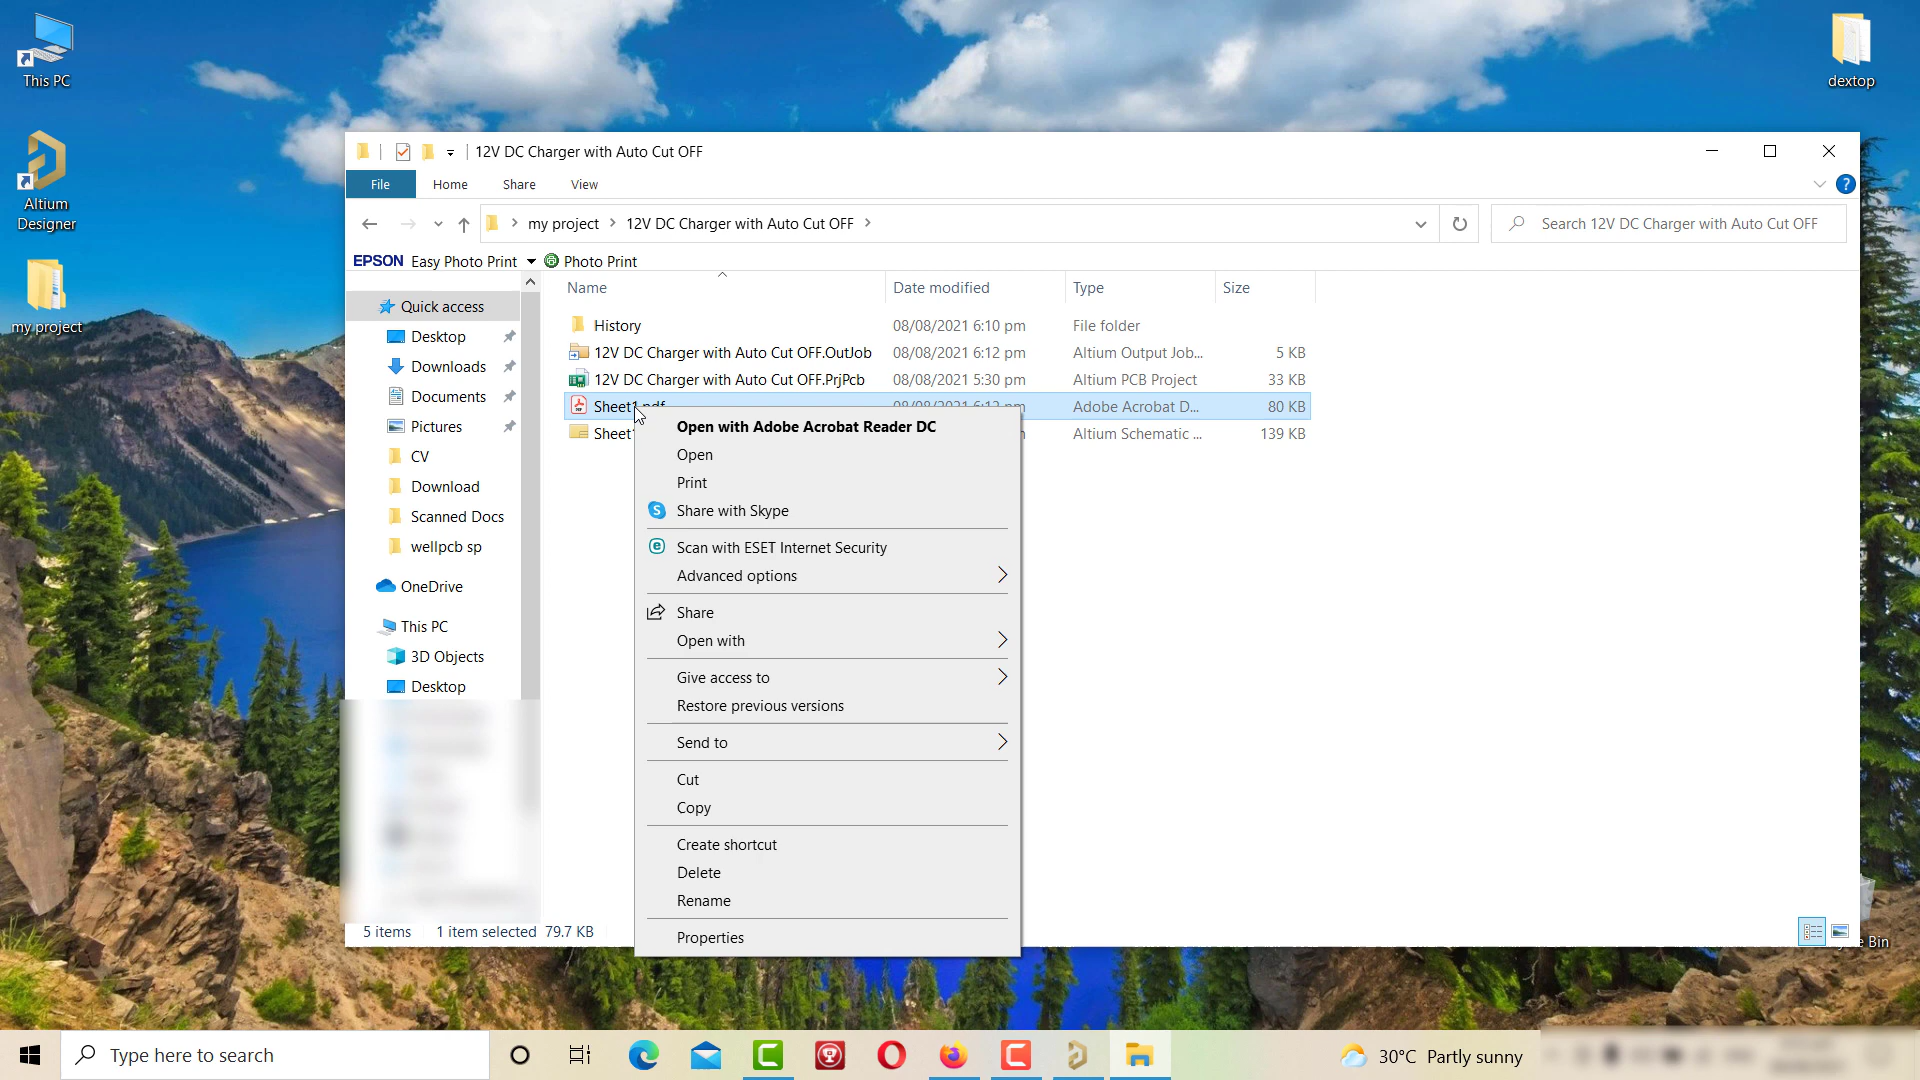 This PC
dextop
Altium
Designer
my project
12V DC Charger with Auto Cut OFF
File
Home
Share
View
my project
12V DC Charger with Auto Cut OFF
Search 12V DC Charger with Auto Cut OFF
EPSON Easy Photo Print
Photo Print
Name
Date modified
Type
Size
Quick access
Desktop
Downloads
Documents
Pictures
CV
Download
Scanned Docs
wellpcb sp
OneDrive
This PC
3D Objects
Desktop
History 08/08/2021 6:10 pm File folder
12V DC Charger with Auto Cut OFF.OutJob 08/08/2021 6:12 pm Altium Output Job... 5 KB
12V DC Charger with Auto Cut OFF.PrjPcb 08/08/2021 5:30 pm Altium PCB Project 33 KB
Sheet1.pdf 08/08/2021 6:12 pm Adobe Acrobat D... 80 KB
Sheet Altium Schematic ... 139 KB
Open with Adobe Acrobat Reader DC
Open
Print
Share with Skype
Scan with ESET Internet Security
Advanced options
Share
Open with
Give access to
Restore previous versions
Send to
Cut
Copy
Create shortcut
Delete
Rename
Properties
5 items
1 item selected 79.7 KB
Bin
Type here to search
30°C Partly sunny